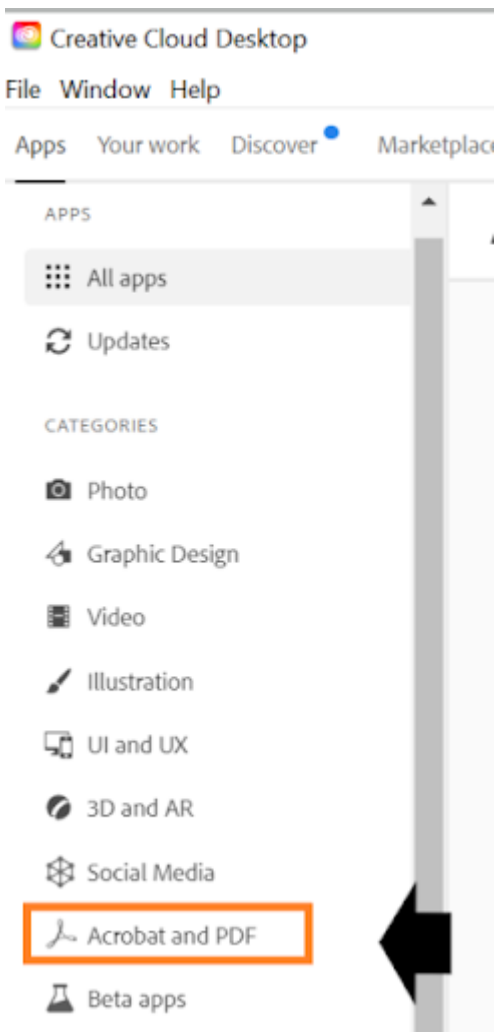 Creative Cloud Desktop
File Window Help
Apps Your work Discover Marketplace
APPS
All apps
Updates
CATEGORIES
Photo
Graphic Design
Video
Illustration
UI and UX
3D and AR
Social Media
Acrobat and PDF
Beta apps